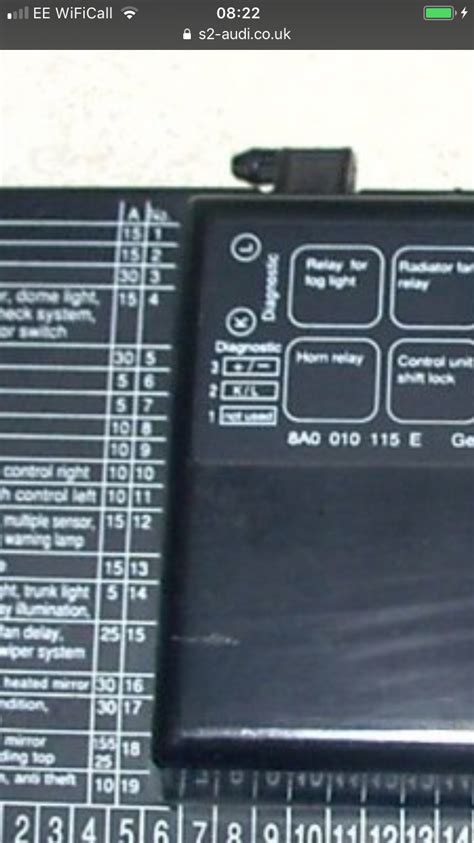 EE WiFiCall
08:22
s2-audi.co.uk
A No.
15 1
15 2
30 3
r, dome light, 15 4
heck system,
or switch
30 5
5 6
5 7
10 8
10 9
control right 10 10
h control left 10 11
multiple sensor, 15 12
warning lamp
15 13
ght, trunk light 5 14
illumination,
fan delay, 25 15
wiper system
heated mirror 30 16
ndition, 30 17
mirror 18
ding top 25
anti theft 10 19
L
Diagnostic
K
Diagnostic
3 +/−
2 K/L
1 not used
Relay for
fog light
Radiator fan
relay
Horn relay
Control unit
shift lock
8A0 010 115 E Ge
2 3 4 5 6 7 8 9 10 11 12 13 14